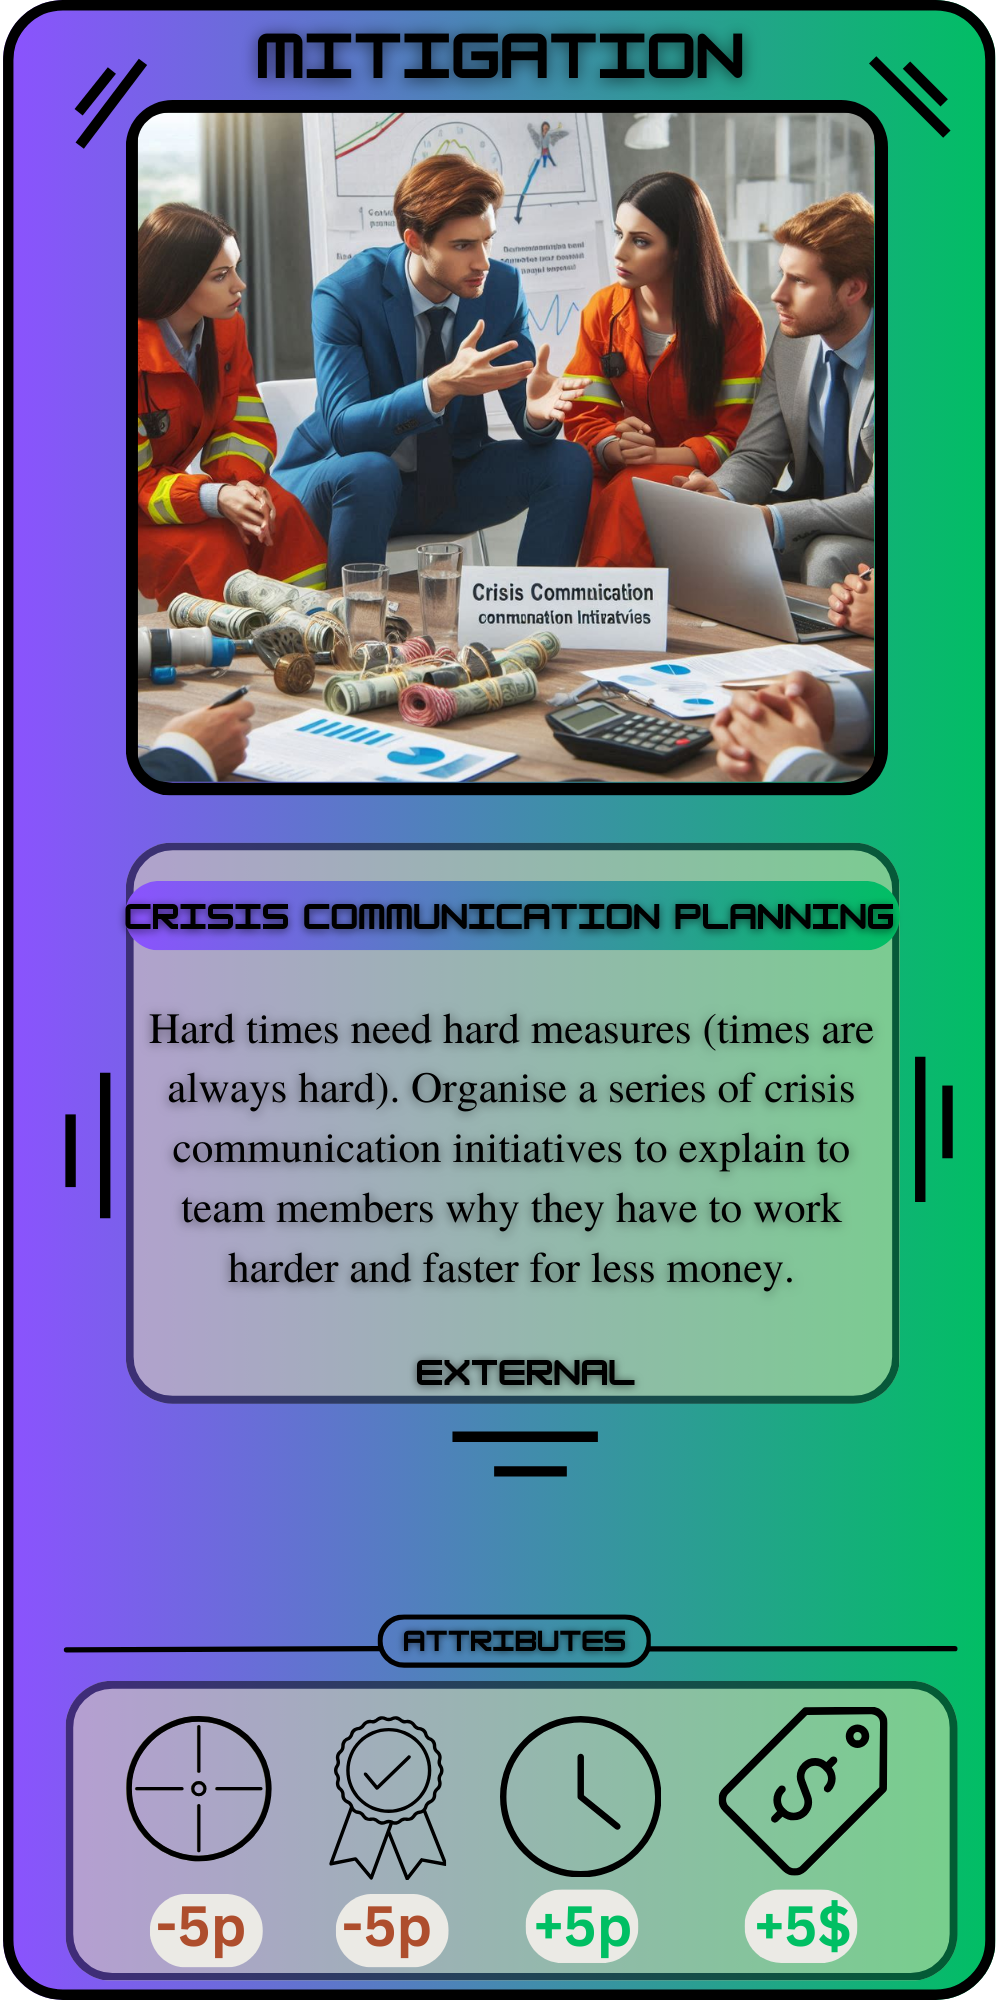 MITIGATION
Crisis Commuication
CRISIS COMMUNICATION PLANNING
Hard times need hard measures (times are
always hard). Organise a series of crisis
communication initiatives to explain to
team members why they have to work
harder and faster for less money.
EXTERNAL
ATTRIBUTES
-5p -5p +5p +5$